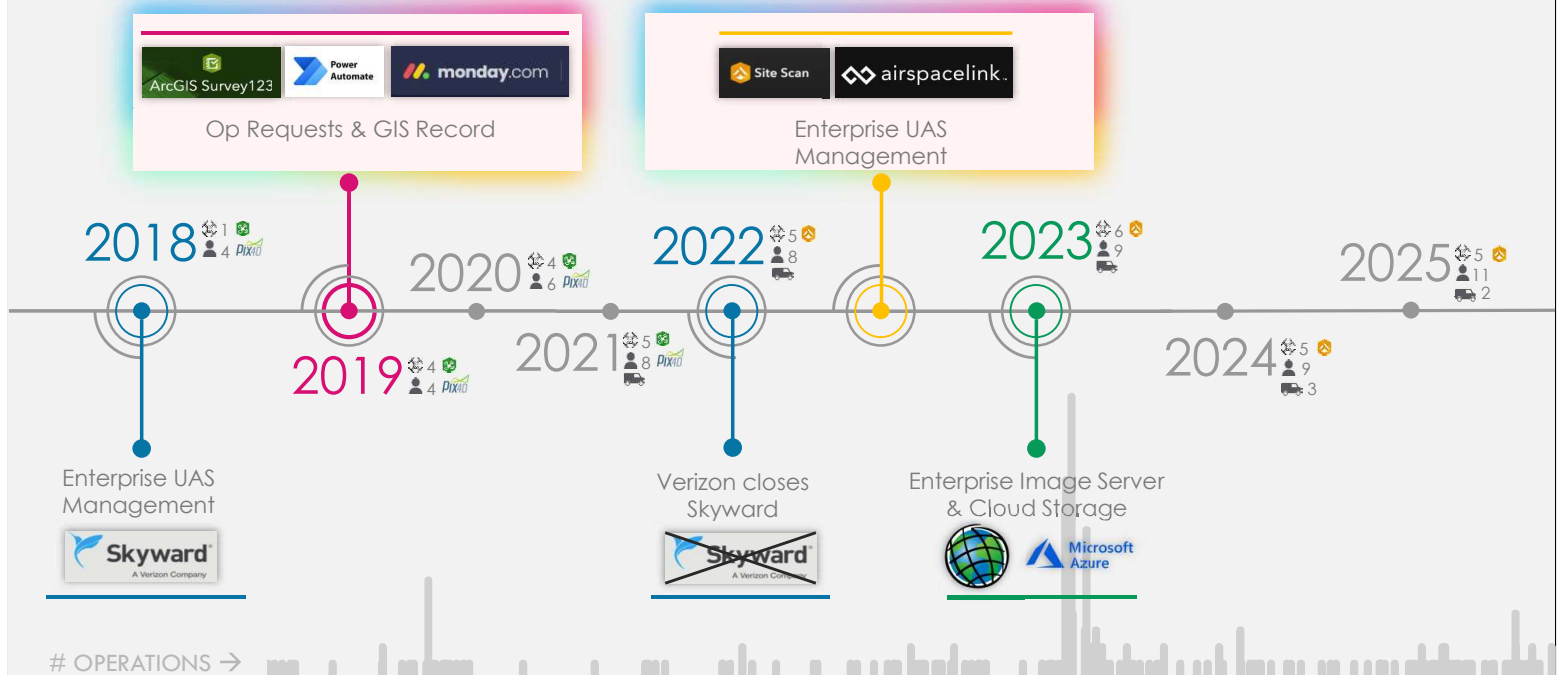 ArcGIS Survey123
Power
Automate
monday.com
Op Requests & GIS Record
Site Scan
airspacelink
Enterprise UAS
Management
2018
1
4 PIX4D
2019
4
4 PIX4D
2020
4
6 PIX4D
2021
5
8 PIX4D
2022
5
8
2023
6
9
2024
5
9
3
2025
5
11
2
Enterprise UAS
Management
Skyward
A Verizon Company
Verizon closes
Skyward
Skyward
A Verizon Company
Enterprise Image Server
& Cloud Storage
Microsoft
Azure
# OPERATIONS →